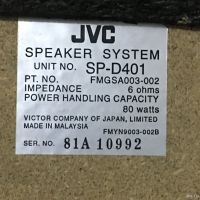 JVC
SPEAKER SYSTEM
UNIT NO. SP-D401
PT. NO. FMGSA003-002
IMPEDANCE 6 ohms
POWER HANDLING CAPACITY
80 watts
VICTOR COMPANY OF JAPAN, LIMITED
MADE IN MALAYSIA
FMYN9003-002B
SER. NO. 81A 10992